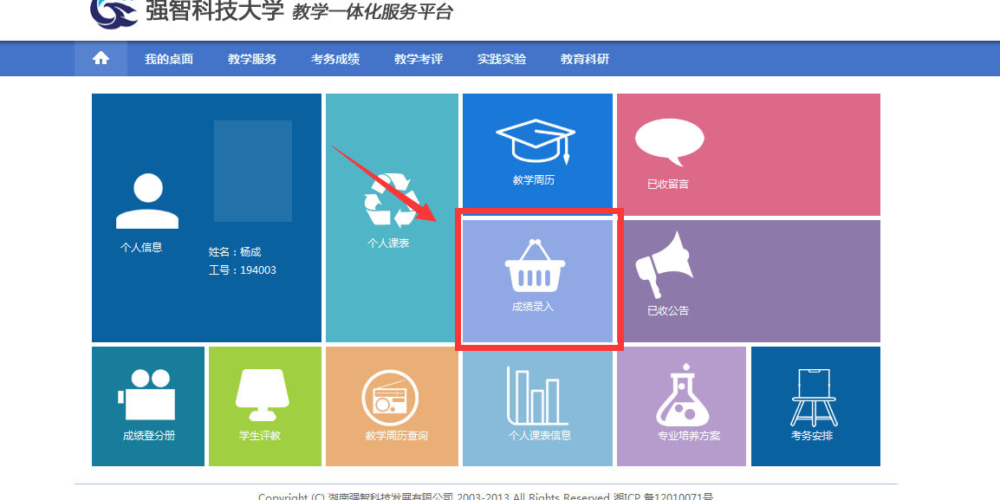 强智科技大学 教学一体化服务平台
我的桌面 教学服务 考务成绩 教学考评 实践实验 教育科研
个人信息
姓名：杨成
工号：194003
个人课表
教学周历
已收留言
成绩录入
已收公告
成绩登分册
学生评教
教学周历查询
个人课表信息
专业培养方案
考务安排
Copyright (C) 湖南强智科技发展有限公司 2003-2013 All Rights Reserved 湘ICP 备12010071号